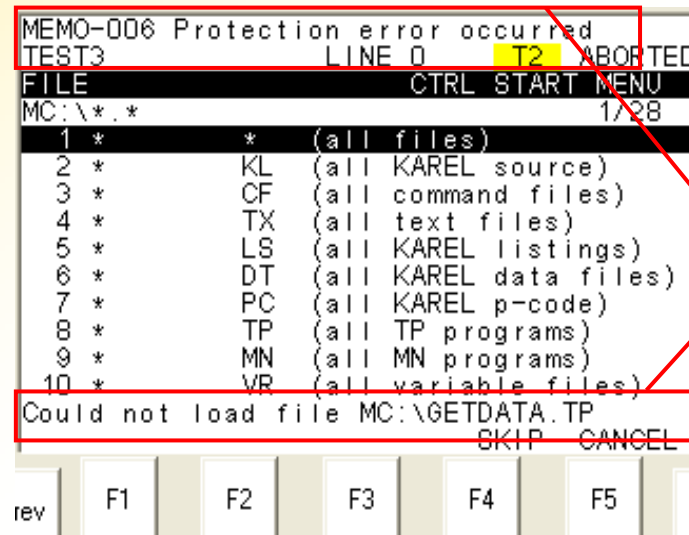 MEMO-006 Protection error occurred
TEST3 LINE 0 T2 ABORTED
FILE CTRL START MENU
MC:\*.* 1/28
1 * * (all files)
2 * KL (all KAREL source)
3 * CF (all command files)
4 * TX (all text files)
5 * LS (all KAREL listings)
6 * DT (all KAREL data files)
7 * PC (all KAREL p-code)
8 * TP (all TP programs)
9 * MN (all MN programs)
10 * VR (all variable files)
Could not load file MC:\GETDATA.TP
SKIP CANCEL
rev F1 F2 F3 F4 F5